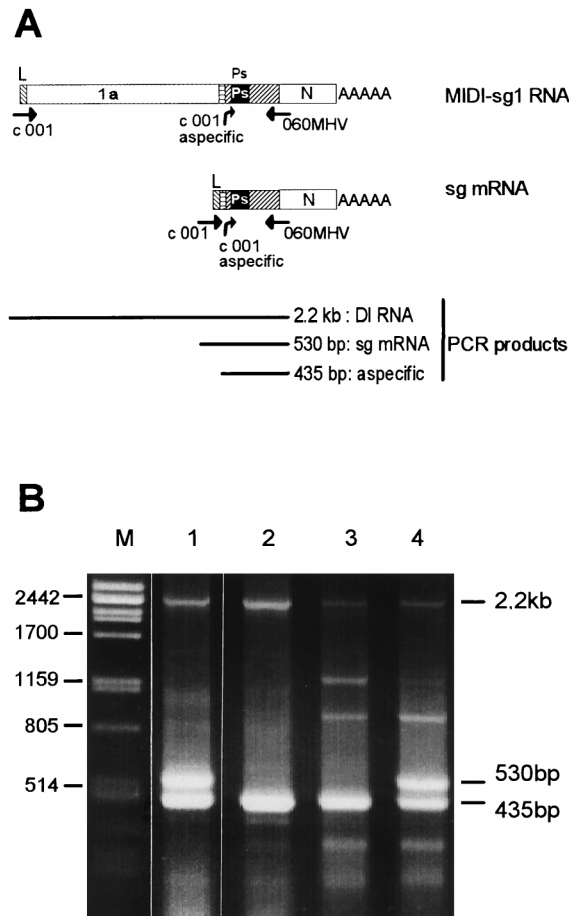 A
L
Ps
1a
Ps
N
AAAAA
MIDI-sg1 RNA
c 001
c 001
aspecific
060MHV
L
sg mRNA
Ps
N
AAAAA
c 001
c 001
aspecific
060MHV
2.2 kb : DI RNA
530 bp: sg mRNA
PCR products
435 bp: aspecific
B
M 1 2 3 4
2442
2.2kb
1700
1159
805
514
530bp
435bp